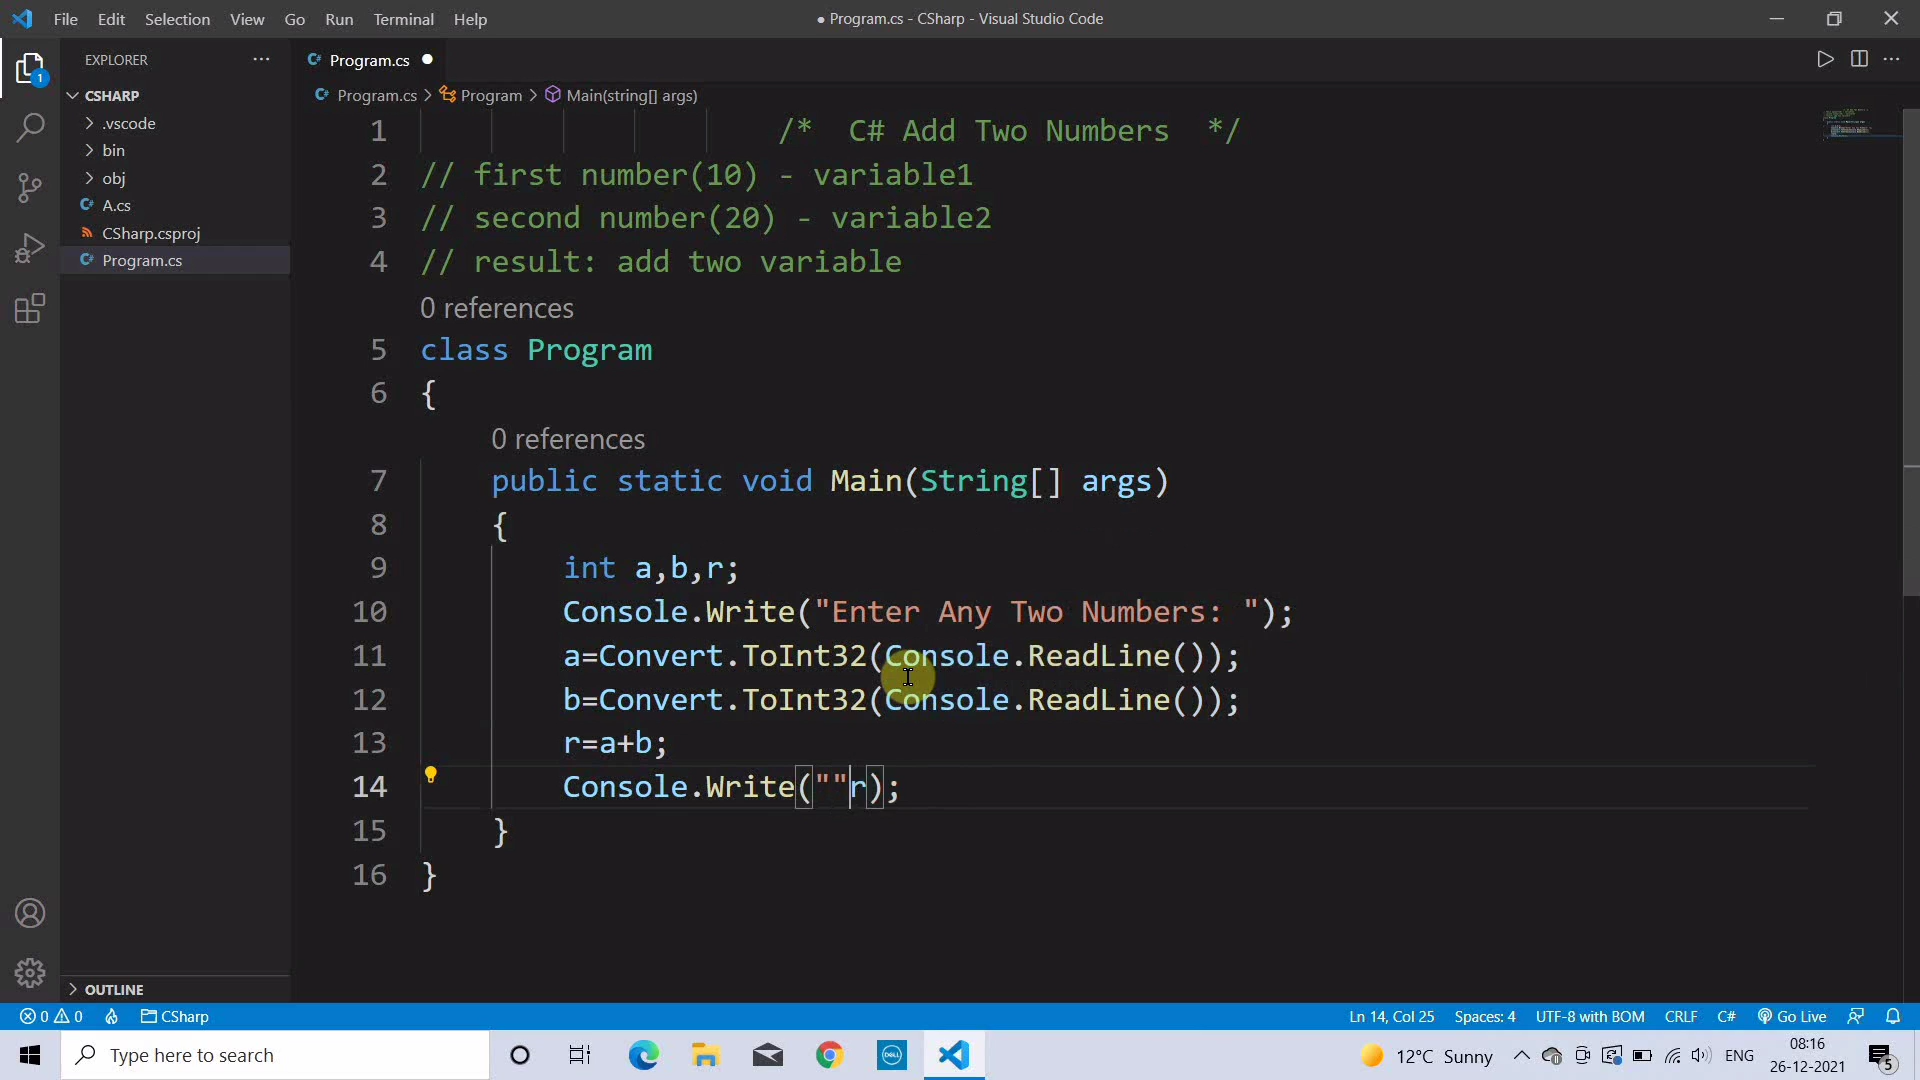 File Edit Selection View Go Run Terminal Help
● Program.cs - CSharp - Visual Studio Code
EXPLORER
Program.cs
CSHARP
Program.cs > Program > Main(string[] args)
.vscode
bin
obj
A.cs
CSharp.csproj
Program.cs
1 /* C# Add Two Numbers */
2 // first number(10) - variable1
3 // second number(20) - variable2
4 // result: add two variable
0 references
5 class Program
6 {
0 references
7 public static void Main(String[] args)
8 {
9 int a,b,r;
10 Console.Write("Enter Any Two Numbers: ");
11 a=Convert.ToInt32(Console.ReadLine());
12 b=Convert.ToInt32(Console.ReadLine());
13 r=a+b;
14 Console.Write(""r);
15 }
16 }
1
OUTLINE
0 0 CSharp
Ln 14, Col 25 Spaces: 4 UTF-8 with BOM CRLF C# Go Live
Type here to search
DELL
12°C Sunny
ENG
08:16
26-12-2021
5